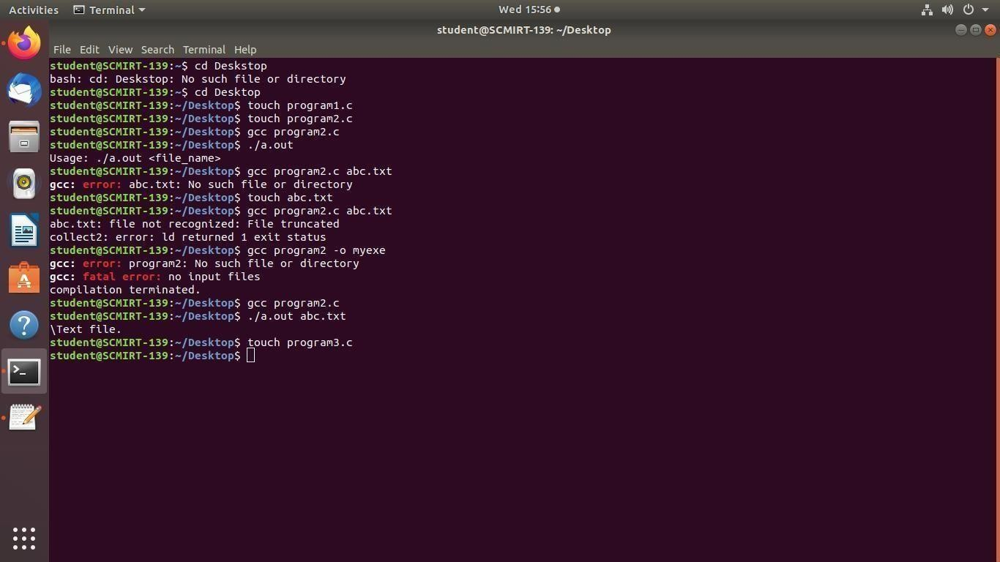 Activities Terminal Wed 15:56
student@SCMIRT-139: ~/Desktop
File Edit View Search Terminal Help
student@SCMIRT-139:~$ cd Deskstop
bash: cd: Deskstop: No such file or directory
student@SCMIRT-139:~$ cd Desktop
student@SCMIRT-139:~/Desktop$ touch program1.c
student@SCMIRT-139:~/Desktop$ touch program2.c
student@SCMIRT-139:~/Desktop$ gcc program2.c
student@SCMIRT-139:~/Desktop$ ./a.out
Usage: ./a.out <file_name>
student@SCMIRT-139:~/Desktop$ gcc program2.c abc.txt
gcc: error: abc.txt: No such file or directory
student@SCMIRT-139:~/Desktop$ touch abc.txt
student@SCMIRT-139:~/Desktop$ gcc program2.c abc.txt
abc.txt: file not recognized: File truncated
collect2: error: ld returned 1 exit status
student@SCMIRT-139:~/Desktop$ gcc program2 -o myexe
gcc: error: program2: No such file or directory
gcc: fatal error: no input files
compilation terminated.
student@SCMIRT-139:~/Desktop$ gcc program2.c
student@SCMIRT-139:~/Desktop$ ./a.out abc.txt
\Text file.
student@SCMIRT-139:~/Desktop$ touch program3.c
student@SCMIRT-139:~/Desktop$